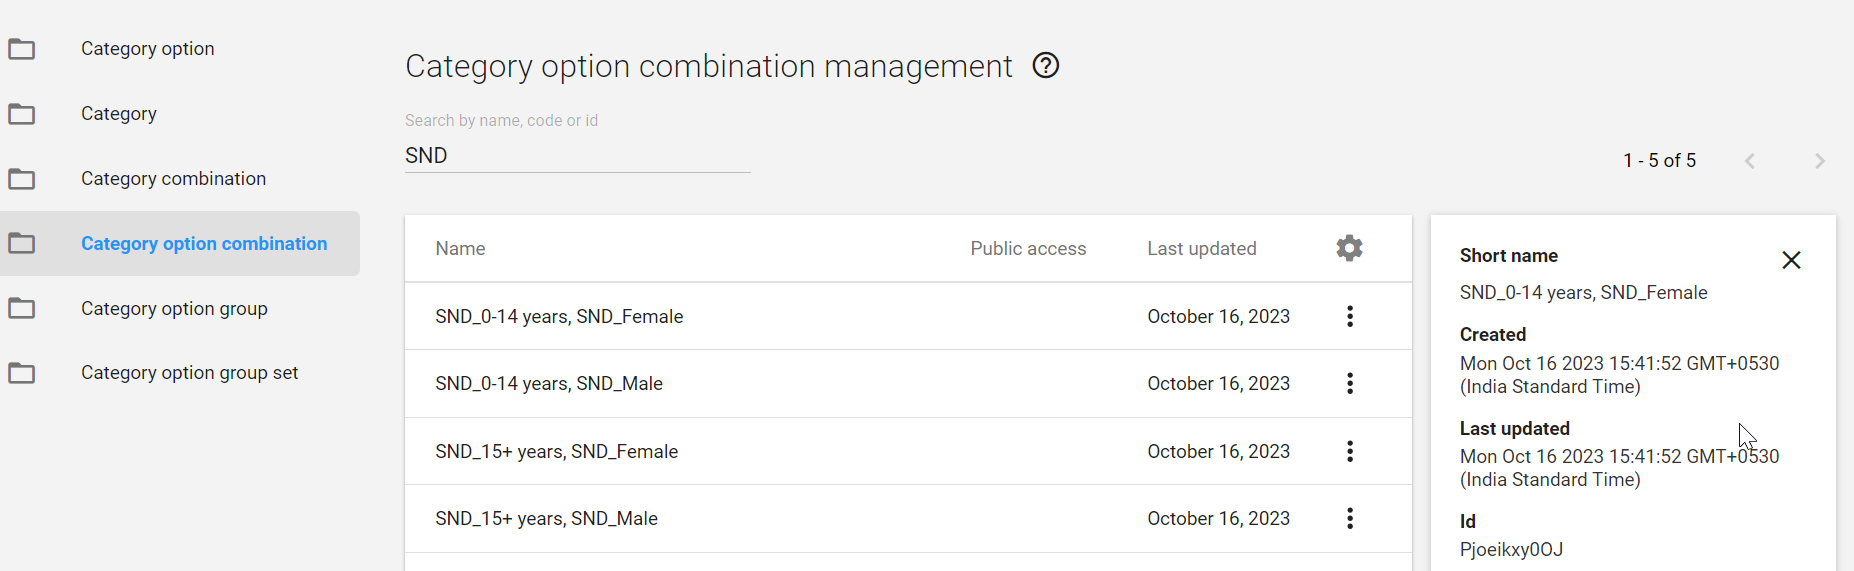 Category option
Category
Category combination
Category option combination
Category option group
Category option group set
Category option combination management
Search by name, code or id
SND
1 - 5 of 5
Name Public access Last updated
SND_0-14 years, SND_Female October 16, 2023
SND_0-14 years, SND_Male October 16, 2023
SND_15+ years, SND_Female October 16, 2023
SND_15+ years, SND_Male October 16, 2023
Short name
SND_0-14 years, SND_Female
Created
Mon Oct 16 2023 15:41:52 GMT+0530
(India Standard Time)
Last updated
Mon Oct 16 2023 15:41:52 GMT+0530
(India Standard Time)
Id
Pjoeikxy0OJ